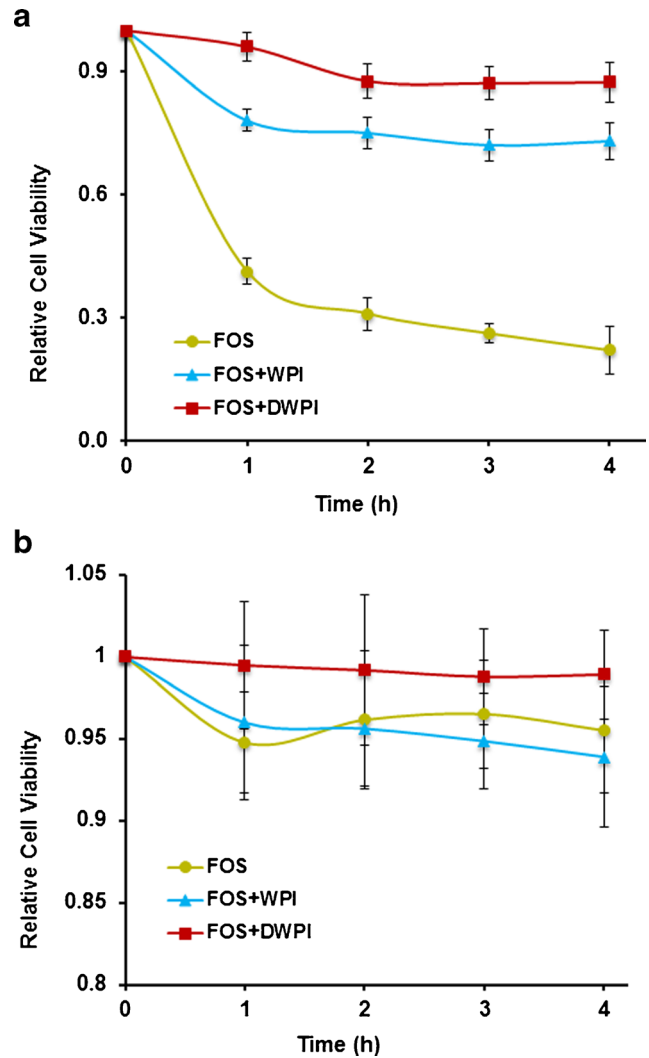 a
Relative Cell Viability
0.9
0.6
0.3
0.0
FOS
FOS+WPI
FOS+DWPI
0 1 2 3 4
Time (h)
b
Relative Cell Viability
1.05
1
0.95
0.9
0.85
0.8
FOS
FOS+WPI
FOS+DWPI
0 1 2 3 4
Time (h)